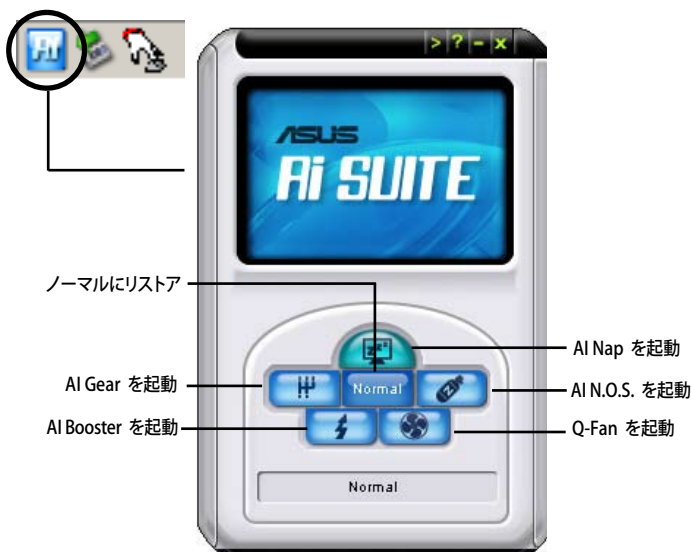 Ai
> ? - x
ASUS
Ai SUITE
ノーマルにリストア
AI Nap を起動
AI Gear を起動
Normal
AI N.O.S. を起動
AI Booster を起動
Q-Fan を起動
Normal